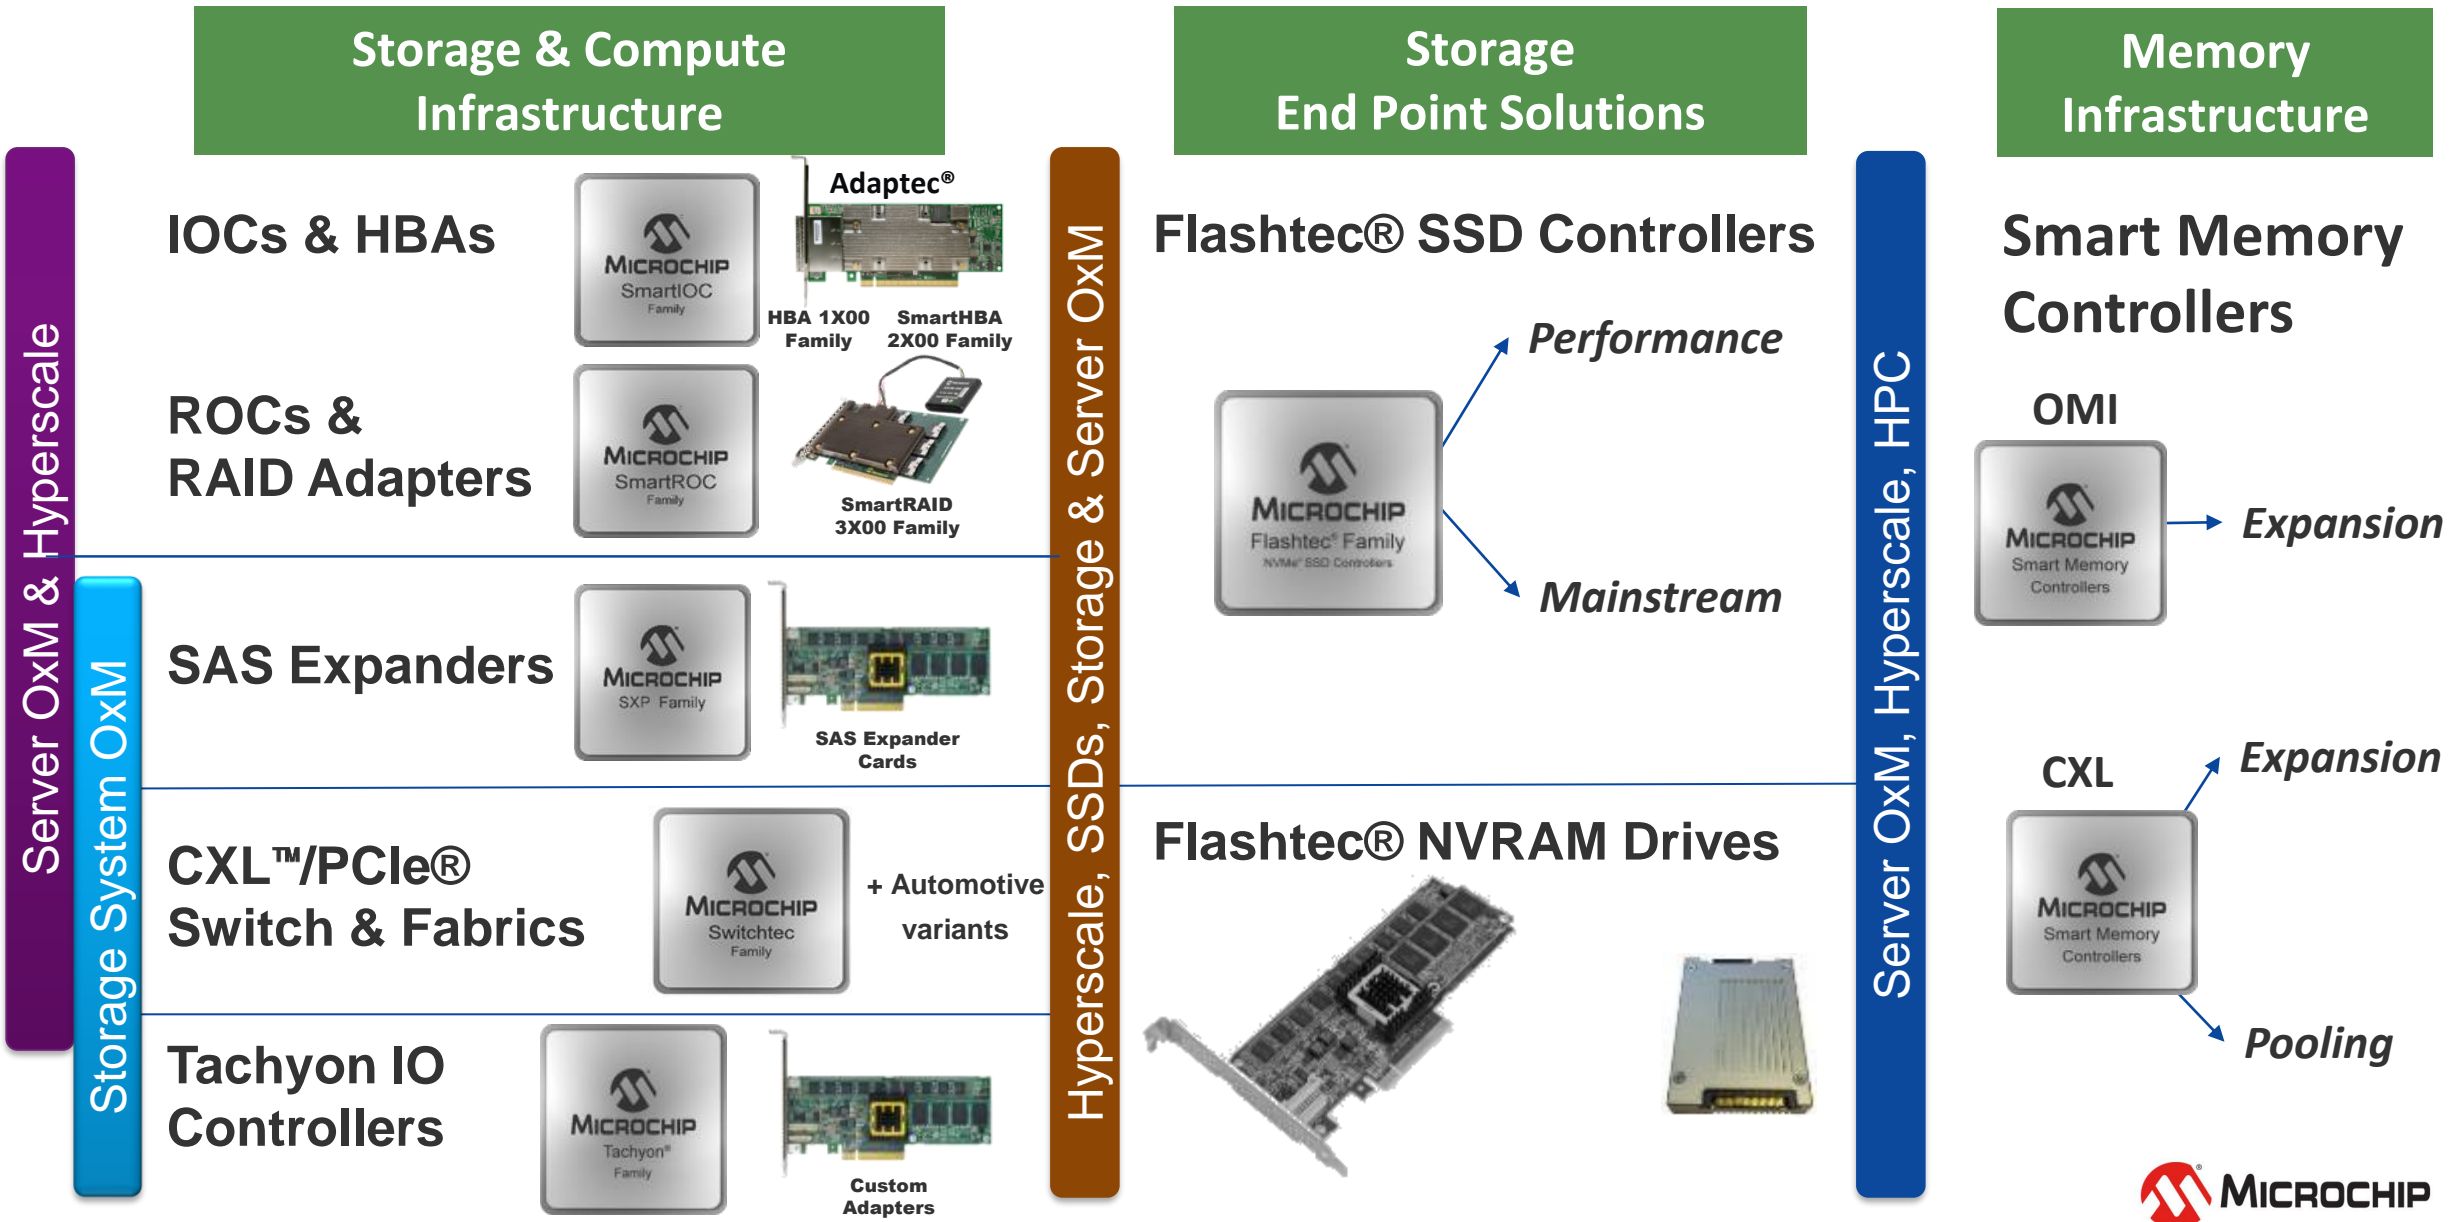 Storage & Compute
Infrastructure
Storage
End Point Solutions
Memory
Infrastructure
Server OxM & Hyperscale
Storage System OxM
IOCs & HBAs
MICROCHIP
SmartIOC
Family
Adaptec®
HBA 1X00
Family
SmartHBA
2X00 Family
ROCs &
RAID Adapters
MICROCHIP
SmartROC
Family
SmartRAID
3X00 Family
SAS Expanders
MICROCHIP
SXP Family
SAS Expander
Cards
CXL™/PCIe®
Switch & Fabrics
MICROCHIP
Switchtec
Family
+ Automotive
variants
Tachyon IO
Controllers
MICROCHIP
Tachyon®
Family
Custom
Adapters
Hyperscale, SSDs, Storage & Server OxM
Flashtec® SSD Controllers
MICROCHIP
Flashtec® Family
NVMe® SSD Controllers
Performance
Mainstream
Flashtec® NVRAM Drives
Server OxM, Hyperscale, HPC
Smart Memory
Controllers
OMI
MICROCHIP
Smart Memory
Controllers
Expansion
CXL
MICROCHIP
Smart Memory
Controllers
Expansion
Pooling
MICROCHIP